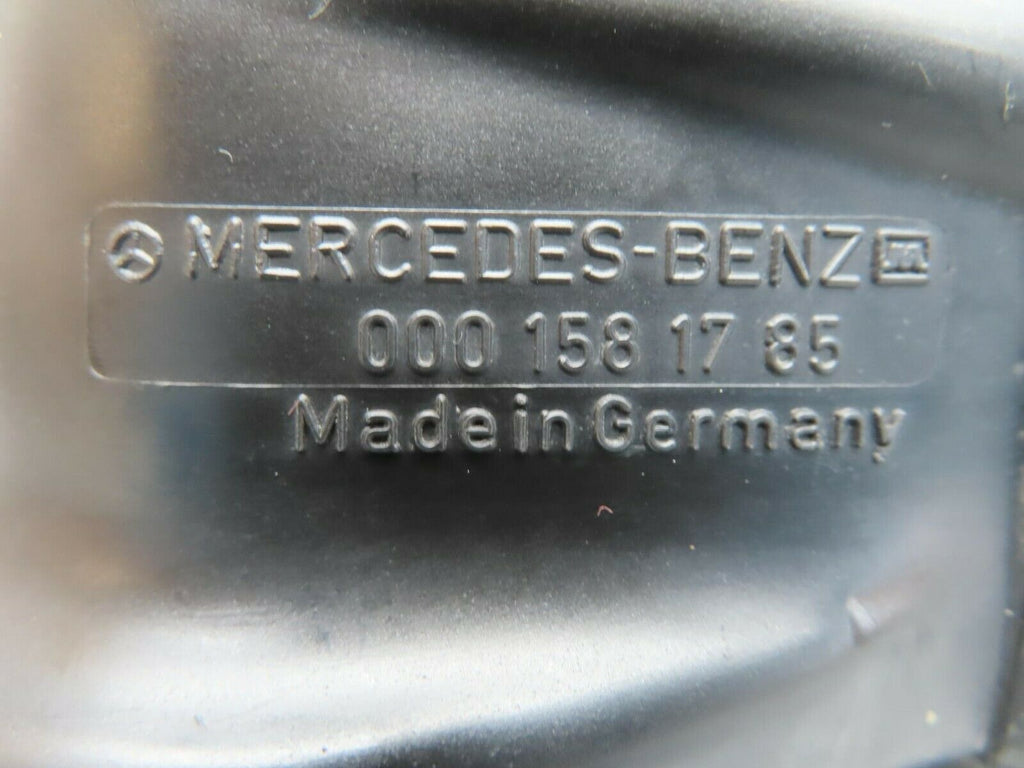 MERCEDES-BENZ
000 158 17 85
Made in Germany